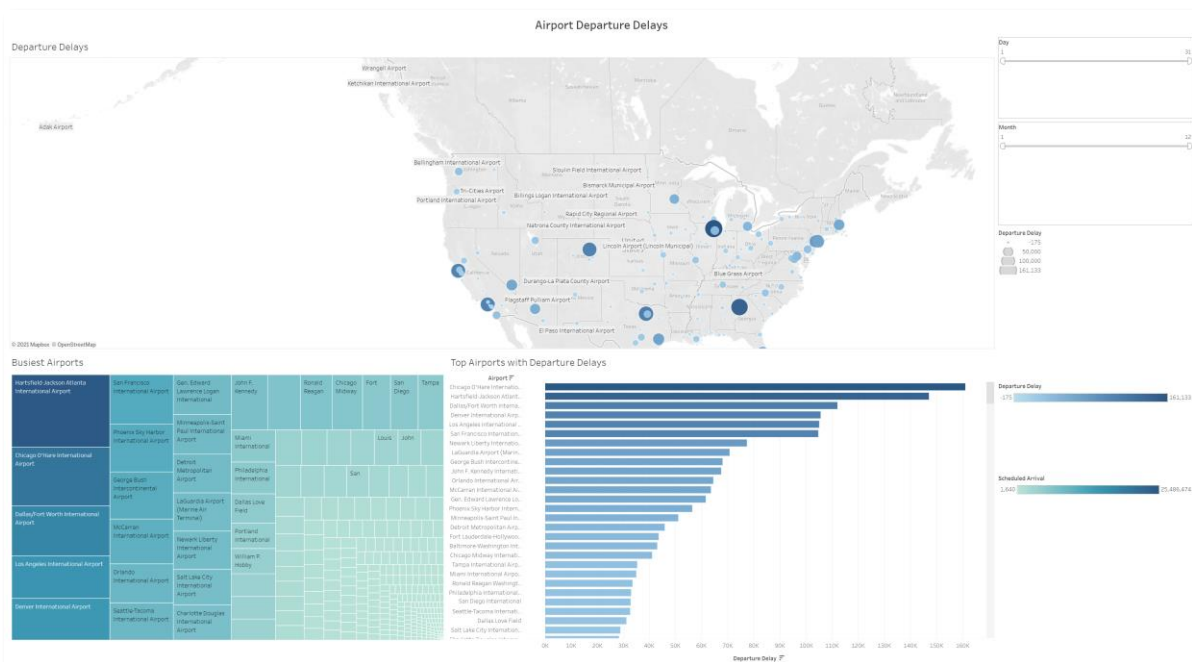 Airport Departure Delays
Departure Delays
Wrangell Airport
Ketchikan International Airport
Adak Airport
Bellingham International Airport
Sloulin Field International Airport
Bismarck Municipal Airport
Tri-Cities Airport
Portland International Airport
Billings Logan International Airport
Rapid City Regional Airport
Natrona County International Airport
Lincoln Airport (Lincoln Municipal)
Blue Grass Airport
Durango-La Plata County Airport
Flagstaff Pulliam Airport
El Paso International Airport
© 2023 Mapbox © OpenStreetMap
Day
1 31
Month
1 12
Departure Delay
-175
50,000
100,000
161,133
Busiest Airports
Hartsfield-Jackson Atlanta
International Airport
Chicago O'Hare International
Airport
Dallas/Fort Worth International
Airport
Los Angeles International Airport
Denver International Airport
San Francisco
International Airport
Phoenix Sky Harbor
International Airport
George Bush
Intercontinental
Airport
McCarran
International Airport
Orlando
International Airport
Seattle-Tacoma
International Airport
Gen. Edward
Lawrence Logan
International
Minneapolis-Saint
Paul International
Airport
Detroit
Metropolitan
Airport
LaGuardia Airport
(Marine Air
Terminal)
Newark Liberty
International
Airport
Salt Lake City
International
Airport
Charlotte Douglas
International
Airport
John F.
Kennedy
Miami
International
Philadelphia
International
Dallas Love
Field
Portland
International
William P.
Hobby
Ronald
Reagan
Chicago
Midway
Fort
San
Diego
Tampa
Louis
John
San
Top Airports with Departure Delays
Airport
Chicago O'Hare Internatio..
Hartsfield-Jackson Atlant..
Dallas/Fort Worth Interna..
Denver International Airp..
Los Angeles International ..
San Francisco Internation..
Newark Liberty Internatio..
LaGuardia Airport (Marin..
George Bush Intercontine..
John F. Kennedy Internati..
Orlando International Air..
McCarran International Ai..
Gen. Edward Lawrence Lo..
Phoenix Sky Harbor Intern..
Minneapolis-Saint Paul In..
Detroit Metropolitan Airp..
Fort Lauderdale-Hollywoo..
Baltimore-Washington Int..
Chicago Midway Internati..
Tampa International Airp..
Miami International Airpo..
Ronald Reagan Washingt..
Philadelphia Internationa..
San Diego International
Seattle-Tacoma Internati..
Dallas Love Field
Salt Lake City Internation..
0K 10K 20K 30K 40K 50K 60K 70K 80K 90K 100K 110K 120K 130K 140K 150K 160K
Departure Delay
Departure Delay
-175 161,133
Scheduled Arrival
1,640 25,486,474